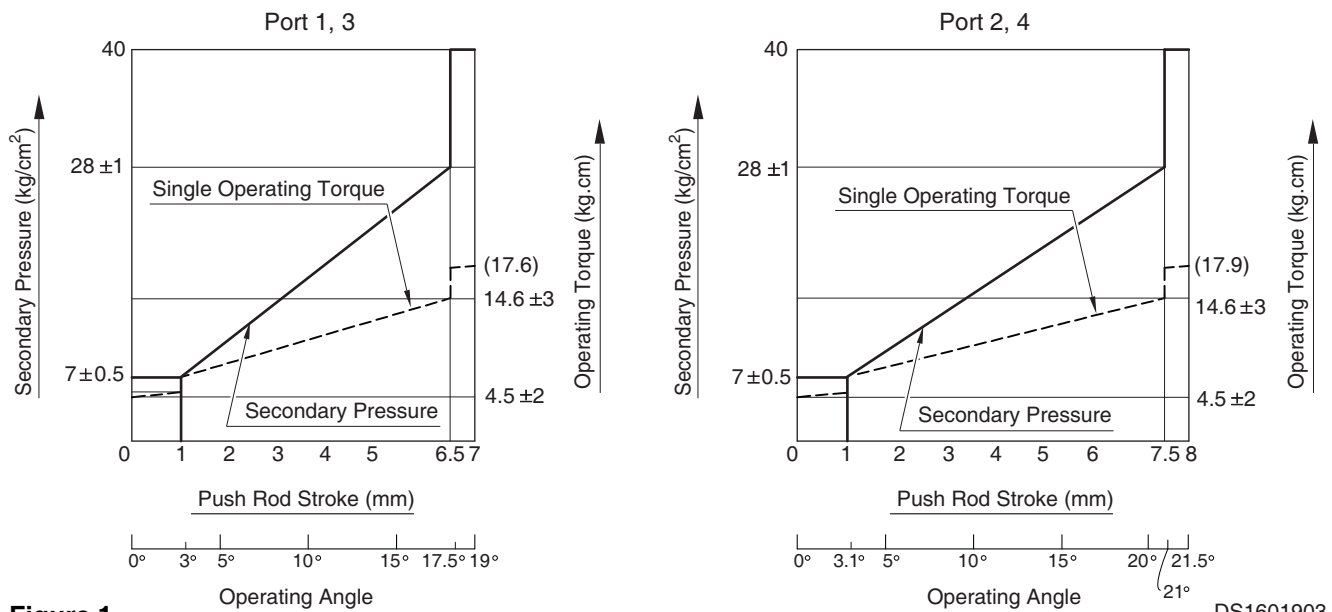 Port 1, 3
40
28 ±1
7 ±0.5
Secondary Pressure (kg/cm²)
Single Operating Torque
Secondary Pressure
(17.6)
14.6 ±3
4.5 ±2
Operating Torque (kg.cm)
0 1 2 3 4 5 6.5 7
Push Rod Stroke (mm)
0° 3° 5° 10° 15° 17.5° 19°
Operating Angle
Port 2, 4
40
28 ±1
7 ±0.5
Secondary Pressure (kg/cm²)
Single Operating Torque
Secondary Pressure
(17.9)
14.6 ±3
4.5 ±2
Operating Torque (kg.cm)
0 1 2 3 4 5 6 7.5 8
Push Rod Stroke (mm)
0° 3.1° 5° 10° 15° 20° 21.5°
21°
Operating Angle